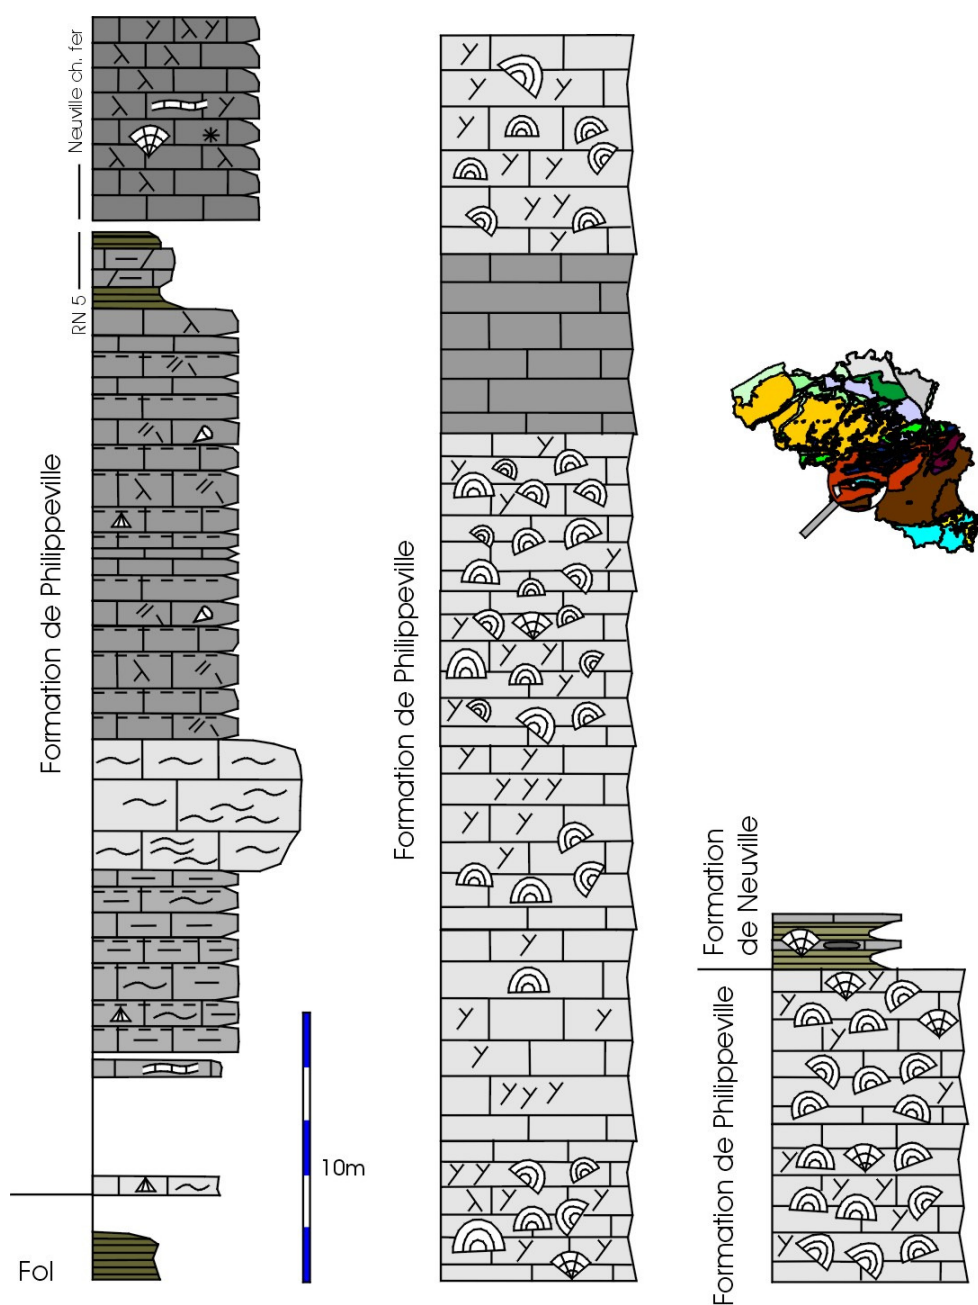 Neuville ch. fer
RN 5
Formation de Philippeville
Fol
10m
Formation de Philippeville
Formation
de Neuville
Formation de Philippeville